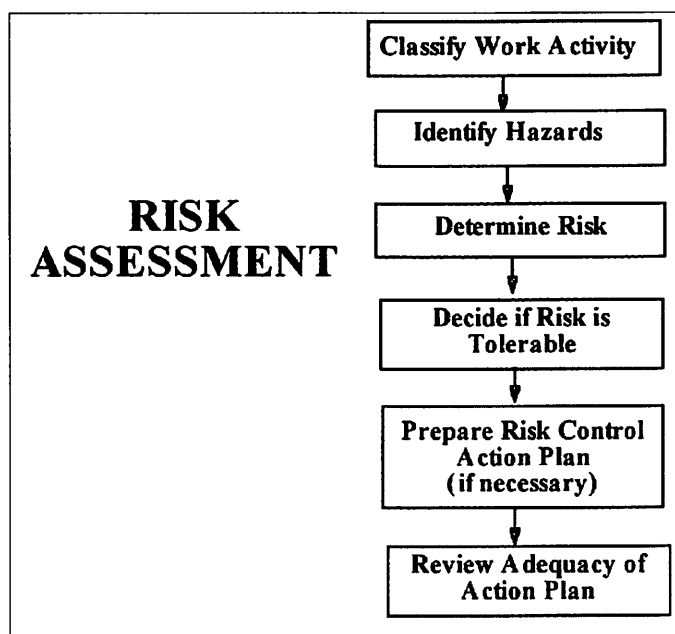 RISK
ASSESSMENT
Classify Work Activity
Identify Hazards
Determine Risk
Decide if Risk is
Tolerable
Prepare Risk Control
Action Plan
(if necessary)
Review Adequacy of
Action Plan